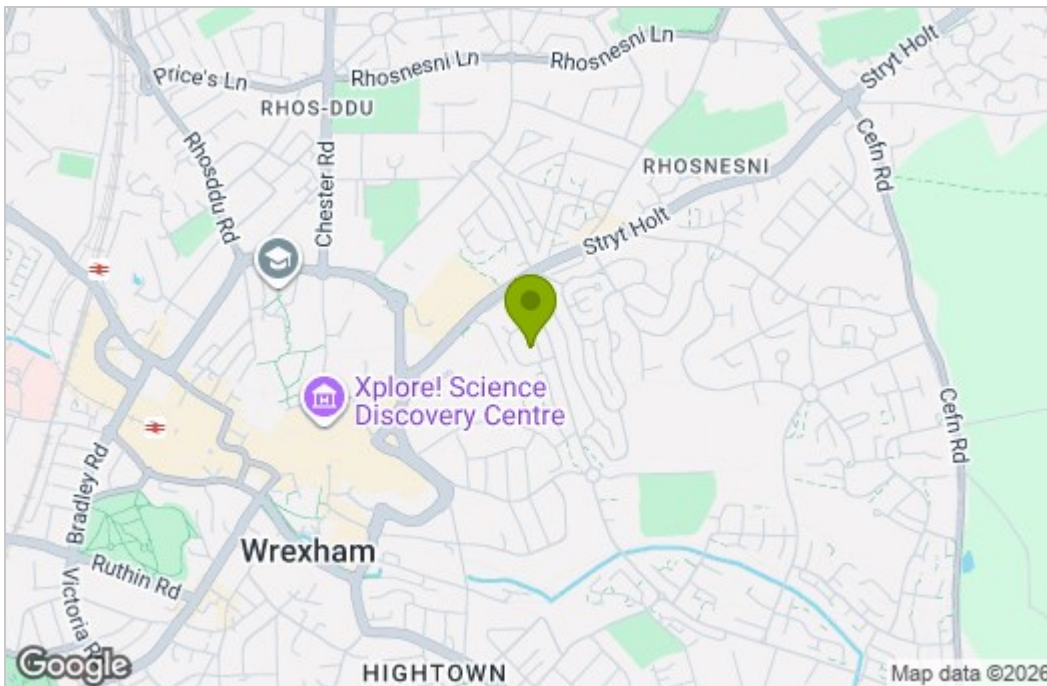 Rhosnesni Ln
Rhosnesni Ln
Stryt Holt
Price's Ln
RHOS-DDU
Rhosddu Rd
Chester Rd
Cefn Rd
RHOSNESNI
Stryt Holt
Xplore! Science
Discovery Centre
Cefn Rd
Bradley Rd
Wrexham
Ruthin Rd
Victoria
HIGHTOWN
Google
Map data ©2026